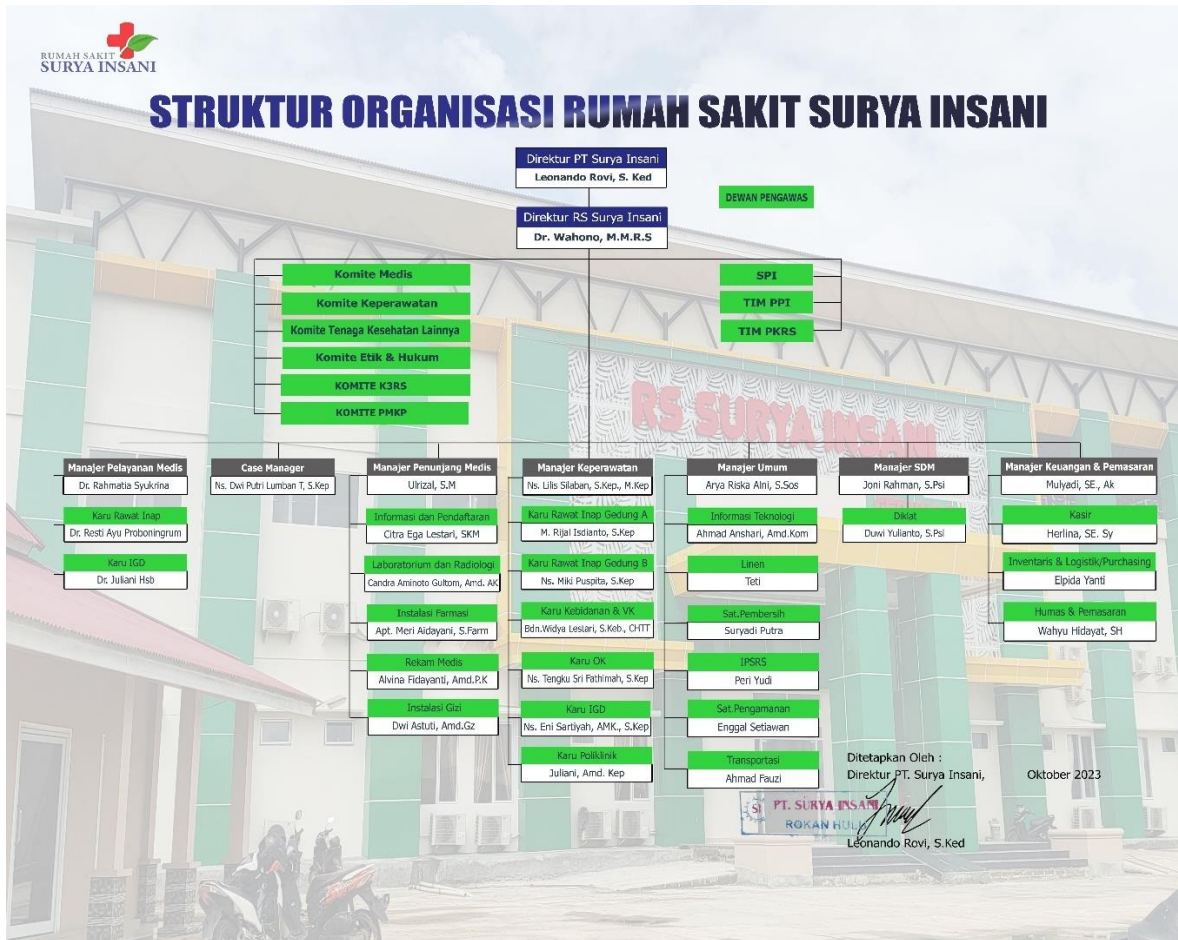 RUMAH SAKIT
SURYA INSANI
STRUKTUR ORGANISASI RUMAH SAKIT SURYA INSANI
Direktur PT Surya Insani
Leonando Rovi, S. Ked
DEWAN PENGAWAS
Direktur RS Surya Insani
Dr. Wahono, M.M.R.S
Komite Medis
Komite Keperawatan
Komite Tenaga Kesehatan Lainnya
Komite Etik & Hukum
KOMITE K3RS
KOMITE PMKP
SPI
TIM PPI
TIM PKRS
RS SURYA INSANI
Manajer Pelayanan Medis
Dr. Rahmatia Syukrina
Karu Rawat Inap
Dr. Resti Ayu Proboningrum
Karu IGD
Dr. Juliani Hsb
Case Manager
Ns. Dwi Putri Lumban T, S.Kep
Manajer Penunjang Medis
Ulrizal, S.M
Informasi dan Pendaftaran
Citra Ega Lestari, SKM
Laboratorium dan Radiologi
Candra Aminoto Gultom, Amd. AK
Instalasi Farmasi
Apt. Meri Aidayani, S.Farm
Rekam Medis
Alvina Fidayanti, Amd.P.K
Instalasi Gizi
Dwi Astuti, Amd.Gz
Manajer Keperawatan
Ns. Lilis Silaban, S.Kep., M.Kep
Karu Rawat Inap Gedung A
M. Rijal Isdianto, S.Kep
Karu Rawat Inap Gedung B
Ns. Miki Puspita, S.Kep
Karu Kebidanan & VK
Bdn.Widya Lestari, S.Keb., CHTT
Karu OK
Ns. Tengku Sri Fathimah, S.Kep
Karu IGD
Ns. Eni Sartiyah, AMK., S.Kep
Karu Poliklinik
Juliani, Amd. Kep
Manajer Umum
Arya Riska Alni, S.Sos
Informasi Teknologi
Ahmad Anshari, Amd.Kom
Linen
Teti
Sat.Pembersih
Suryadi Putra
IPSRS
Peri Yudi
Sat.Pengamanan
Enggal Setiawan
Transportasi
Ahmad Fauzi
Manajer SDM
Joni Rahman, S.Psi
Diklat
Duwi Yulianto, S.Psi
Manajer Keuangan & Pemasaran
Mulyadi, SE., Ak
Kasir
Herlina, SE. Sy
Inventaris & Logistik/Purchasing
Elpida Yanti
Humas & Pemasaran
Wahyu Hidayat, SH
Ditetapkan Oleh :
Direktur PT. Surya Insani, Oktober 2023
SI PT. SURYA INSANI
ROKAN HULU
Leonando Rovi, S.Ked